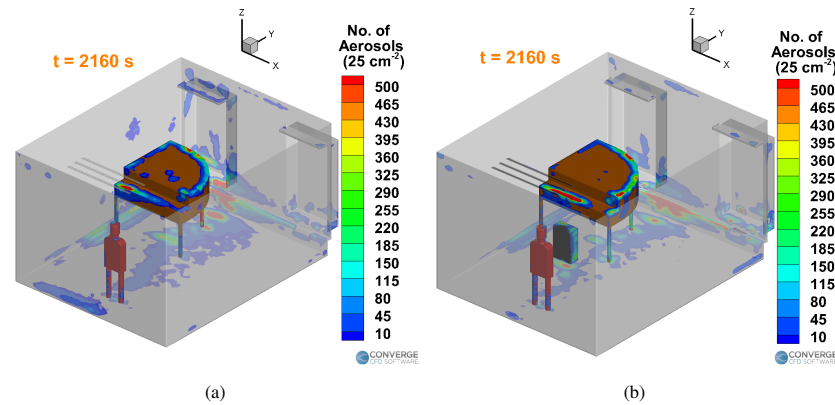 Z
Y
X
t = 2160 s
No. of
Aerosols
(25 cm-2)
500
465
430
395
360
325
290
255
220
185
150
115
80
45
10
CONVERGE
CFD SOFTWARE
(a)
Z
Y
X
t = 2160 s
No. of
Aerosols
(25 cm-2)
500
465
430
395
360
325
290
255
220
185
150
115
80
45
10
CONVERGE
CFD SOFTWARE
(b)